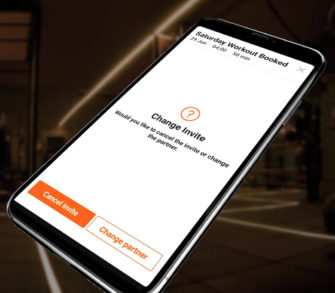 Saturday Workout Booked
29 Jun 04:00 50 min
?
Change Invite
Would you like to cancel the invite or change
the partner.
Cancel invite
Change partner